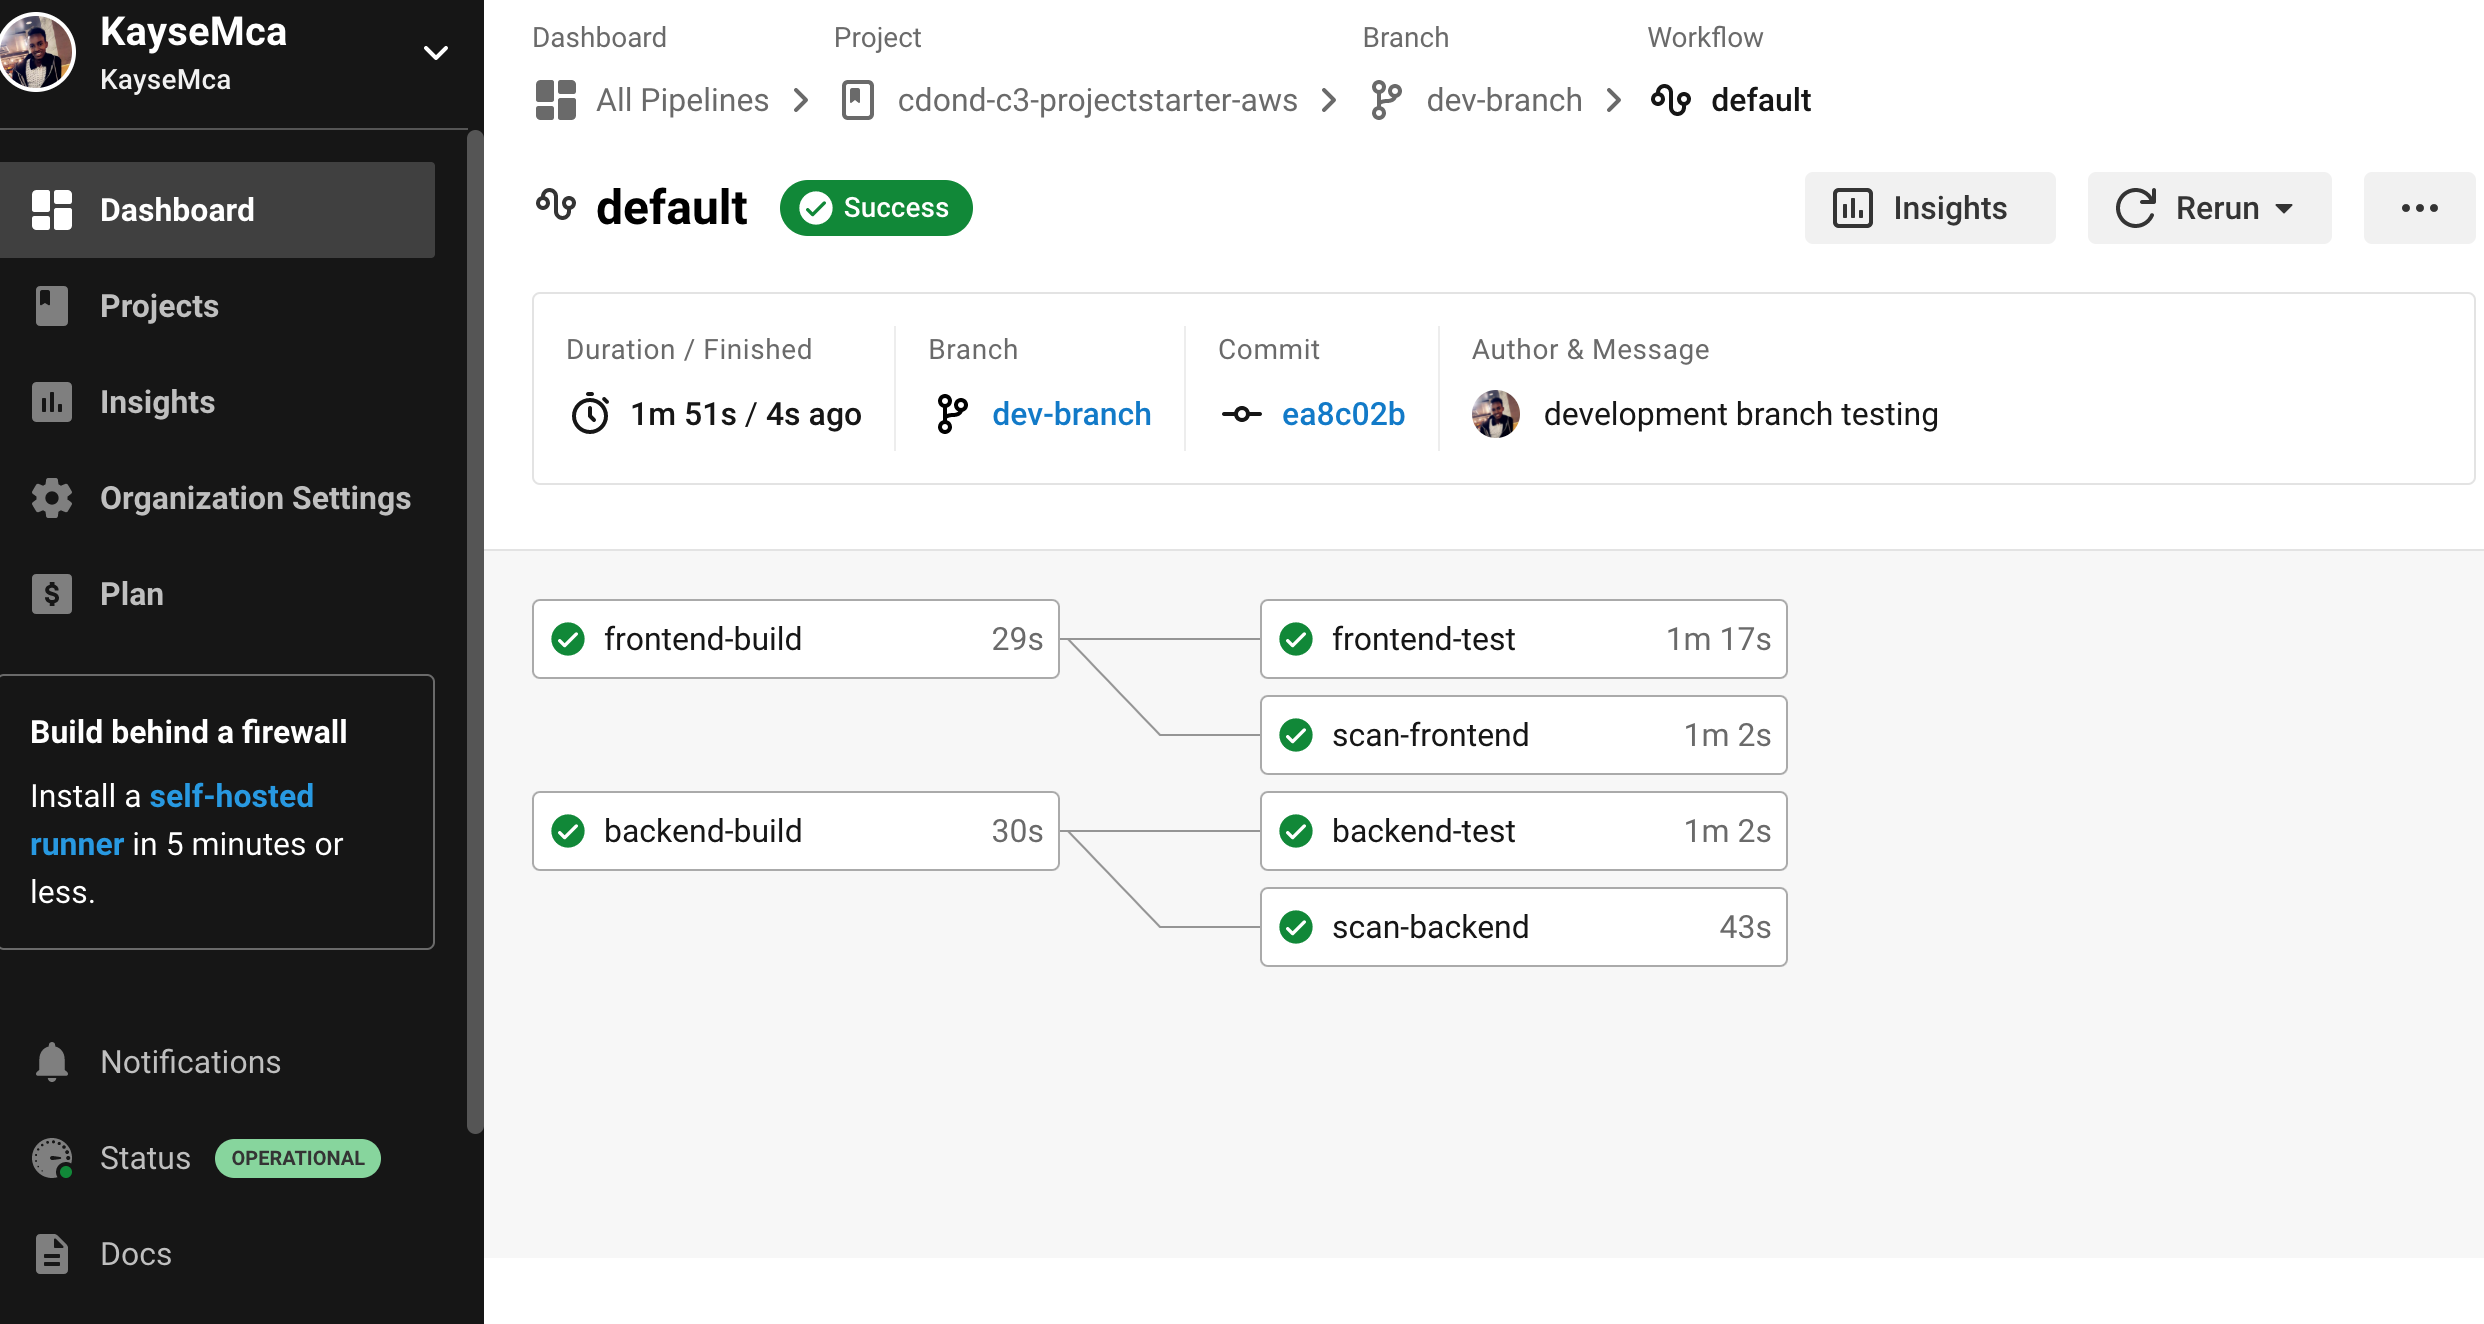 KayseMca
KayseMca
Dashboard
Projects
Insights
Organization Settings
Plan
Build behind a firewall
Install a self-hosted
runner in 5 minutes or
less.
Notifications
Status OPERATIONAL
Docs
Dashboard Project Branch Workflow
All Pipelines cdond-c3-projectstarter-aws dev-branch default
default Success Insights Rerun
Duration / Finished Branch Commit Author & Message
1m 51s / 4s ago dev-branch ea8c02b development branch testing
frontend-build 29s frontend-test 1m 17s
scan-frontend 1m 2s
backend-build 30s backend-test 1m 2s
scan-backend 43s